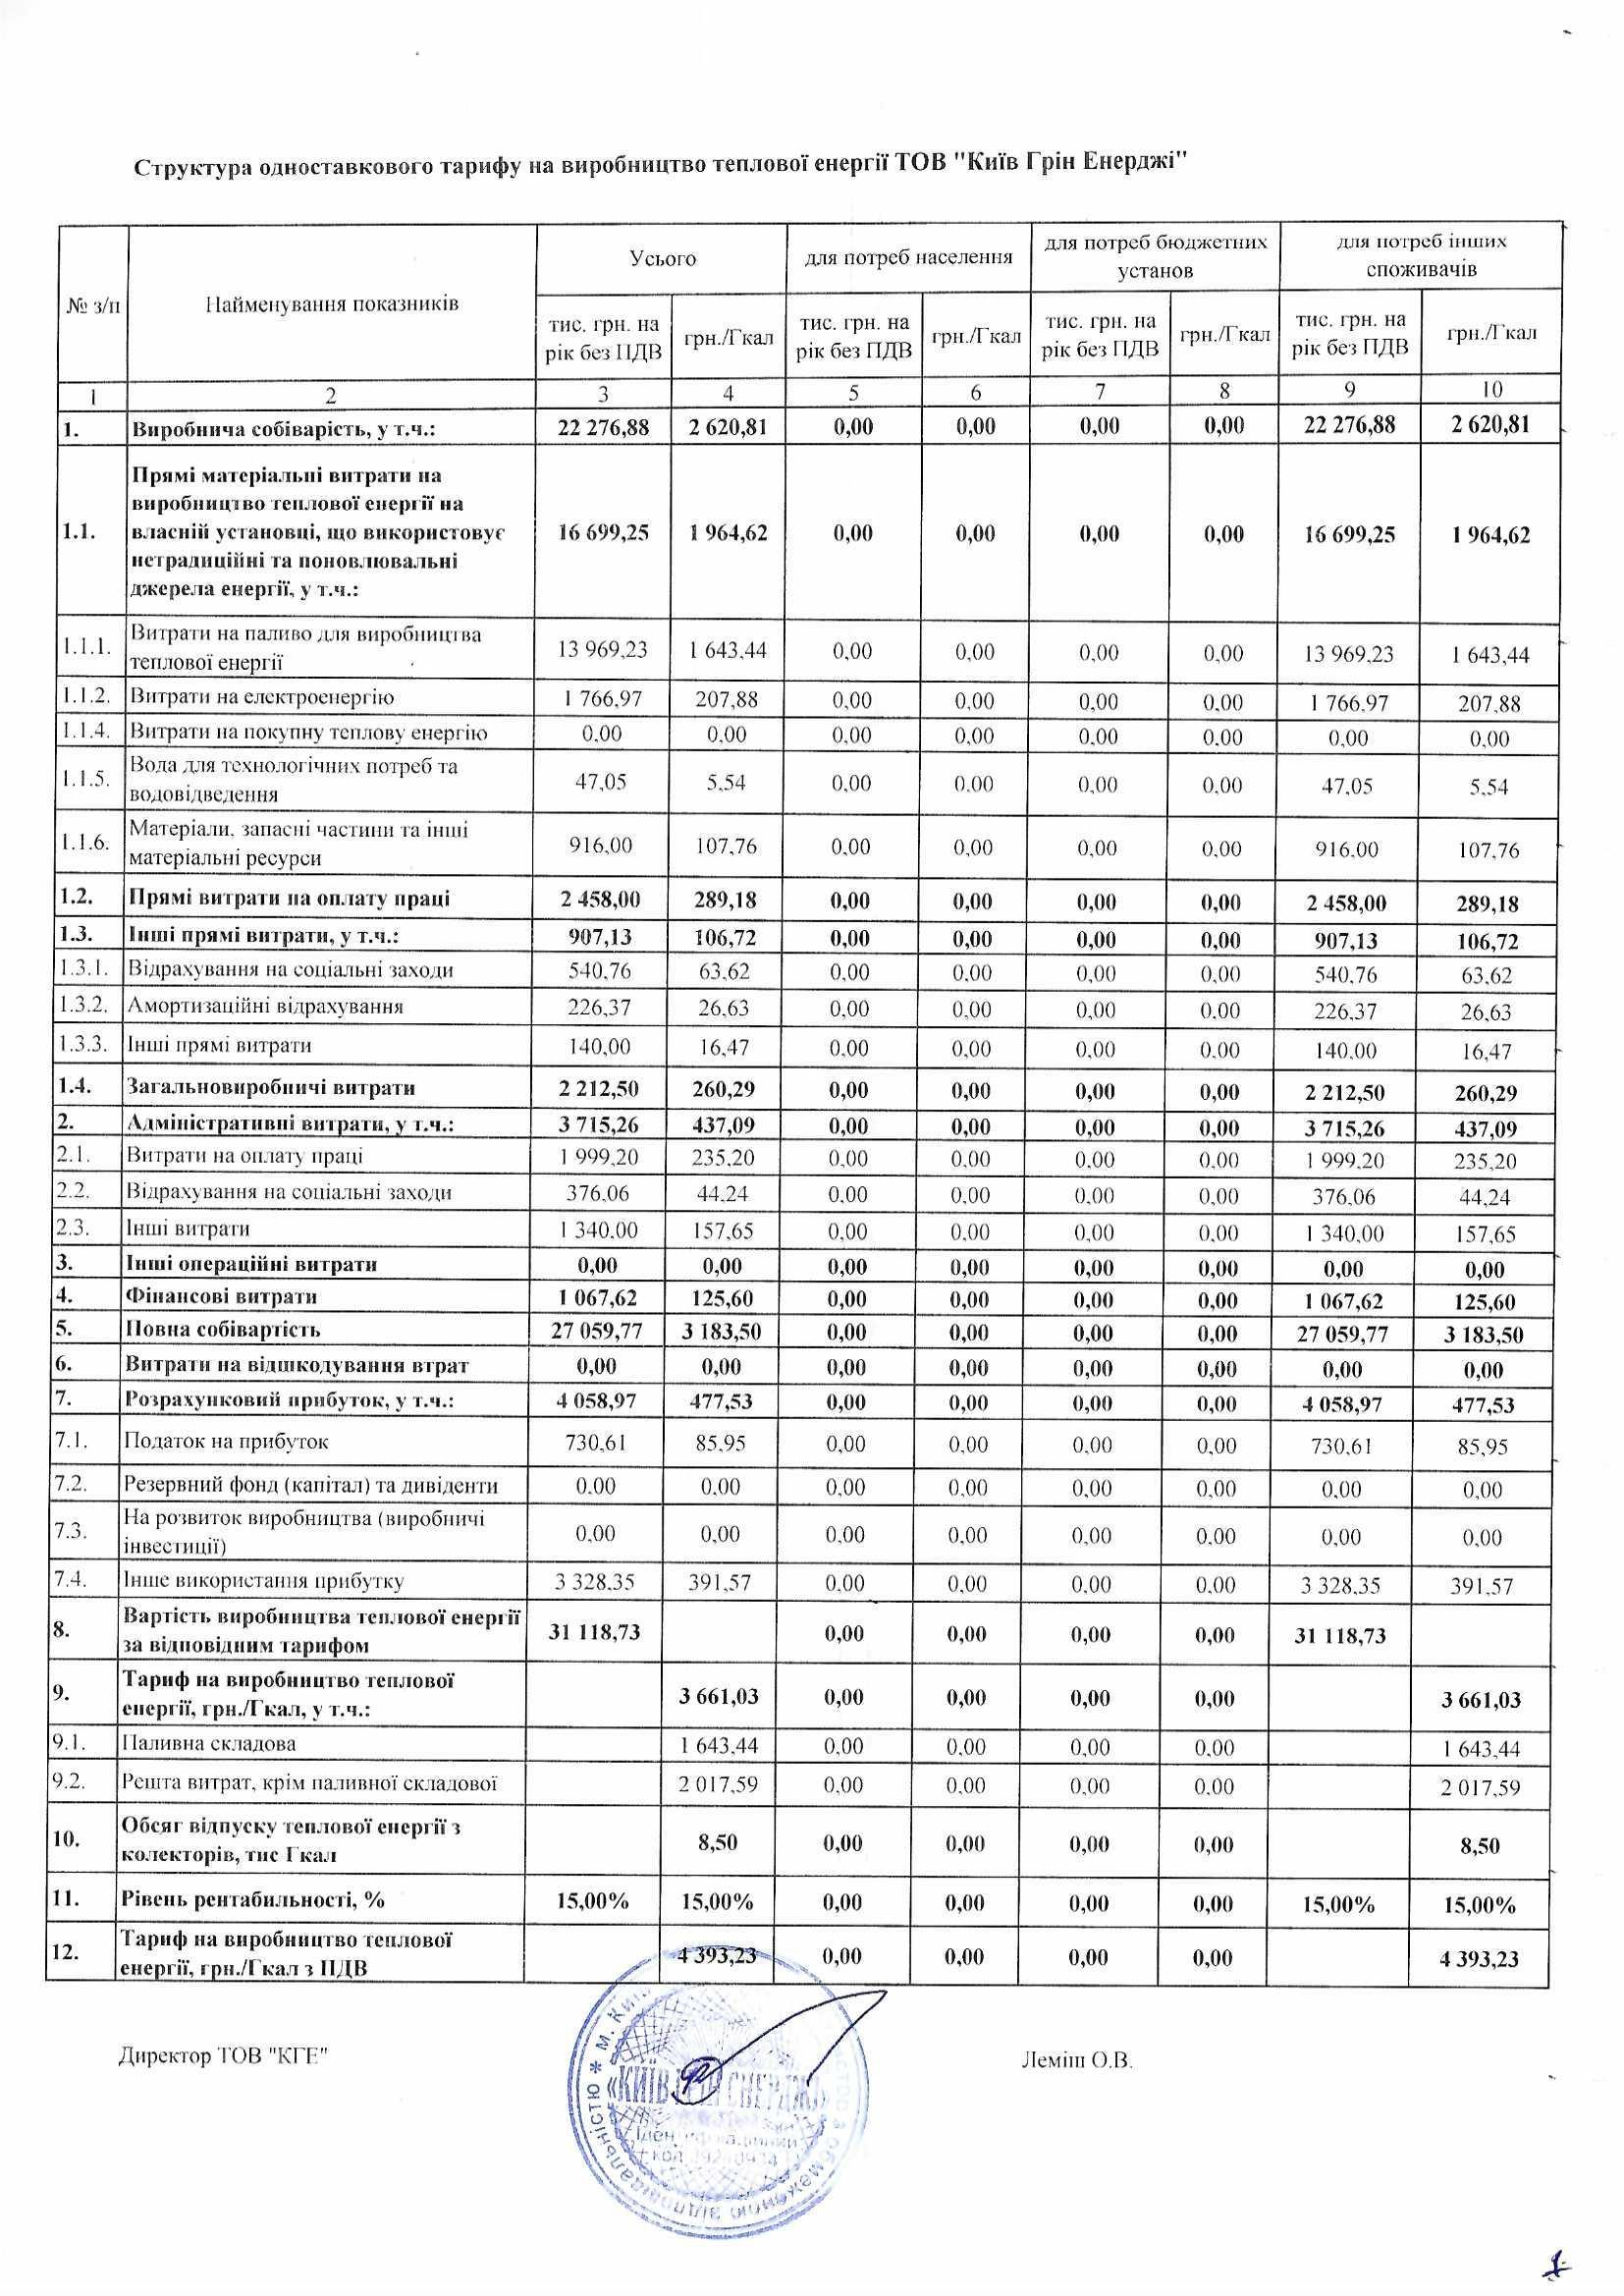 Структура одноставкового тарифу на виробництво теплової енергії ТОВ "Київ Грін Енерджі"
№ з/п Найменування показників Усього для потреб населення для потреб бюджетних установ для потреб інших споживачів
тис. грн. на рік без ПДВ грн./Гкал тис. грн. на рік без ПДВ грн./Гкал тис. грн. на рік без ПДВ грн./Гкал тис. грн. на рік без ПДВ грн./Гкал
1 2 3 4 5 6 7 8 9 10
1. Виробнича собіварість, у т.ч.: 22 276,88 2 620,81 0,00 0,00 0,00 0,00 22 276,88 2 620,81
Прямі матеріальні витрати на
виробництво теплової енергії на
1.1. власній установці, що використовує 16 699,25 1 964,62 0,00 0,00 0,00 0,00 16 699,25 1 964,62
нетрадиційні та поновлювальні
джерела енергії, у т.ч.:
1.1.1. Витрати на паливо для виробництва
теплової енергії 13 969,23 1 643,44 0,00 0,00 0,00 0,00 13 969,23 1 643,44
1.1.2. Витрати на електроенергію 1 766,97 207,88 0,00 0,00 0,00 0,00 1 766,97 207,88
1.1.4. Витрати на покупну теплову енергію 0,00 0,00 0,00 0,00 0,00 0,00 0,00 0,00
1.1.5. Вода для технологічних потреб та
водовідведення 47,05 5,54 0,00 0,00 0,00 0,00 47,05 5,54
1.1.6. Матеріали, запасні частини та інші
матеріальні ресурси 916,00 107,76 0,00 0,00 0,00 0,00 916,00 107,76
1.2. Прямі витрати на оплату праці 2 458,00 289,18 0,00 0,00 0,00 0,00 2 458,00 289,18
1.3. Інші прямі витрати, у т.ч.: 907,13 106,72 0,00 0,00 0,00 0,00 907,13 106,72
1.3.1. Відрахування на соціальні заходи 540,76 63,62 0,00 0,00 0,00 0,00 540,76 63,62
1.3.2. Амортизаційні відрахування 226,37 26,63 0,00 0,00 0,00 0,00 226,37 26,63
1.3.3. Інші прямі витрати 140,00 16,47 0,00 0,00 0,00 0,00 140,00 16,47
1.4. Загальновиробничі витрати 2 212,50 260,29 0,00 0,00 0,00 0,00 2 212,50 260,29
2. Адміністративні витрати, у т.ч.: 3 715,26 437,09 0,00 0,00 0,00 0,00 3 715,26 437,09
2.1. Витрати на оплату праці 1 999,20 235,20 0,00 0,00 0,00 0,00 1 999,20 235,20
2.2. Відрахування на соціальні заходи 376,06 44,24 0,00 0,00 0,00 0,00 376,06 44,24
2.3. Інші витрати 1 340,00 157,65 0,00 0,00 0,00 0,00 1 340,00 157,65
3. Інші операційні витрати 0,00 0,00 0,00 0,00 0,00 0,00 0,00 0,00
4. Фінансові витрати 1 067,62 125,60 0,00 0,00 0,00 0,00 1 067,62 125,60
5. Повна собівартість 27 059,77 3 183,50 0,00 0,00 0,00 0,00 27 059,77 3 183,50
6. Витрати на відшкодування втрат 0,00 0,00 0,00 0,00 0,00 0,00 0,00 0,00
7. Розрахунковий прибуток, у т.ч.: 4 058,97 477,53 0,00 0,00 0,00 0,00 4 058,97 477,53
7.1. Податок на прибуток 730,61 85,95 0,00 0,00 0,00 0,00 730,61 85,95
7.2. Резервний фонд (капітал) та дивіденти 0,00 0,00 0,00 0,00 0,00 0,00 0,00 0,00
7.3. На розвиток виробництва (виробничі
інвестиції) 0,00 0,00 0,00 0,00 0,00 0,00 0,00 0,00
7.4. Інше використання прибутку 3 328,35 391,57 0,00 0,00 0,00 0,00 3 328,35 391,57
8. Вартість виробництва теплової енергії
за відповідним тарифом 31 118,73 0,00 0,00 0,00 0,00 31 118,73
9. Тариф на виробництво теплової
енергії, грн./Гкал, у т.ч.: 3 661,03 0,00 0,00 0,00 0,00 3 661,03
9.1. Паливна складова 1 643,44 0,00 0,00 0,00 0,00 1 643,44
9.2. Решта витрат, крім паливної складової 2 017,59 0,00 0,00 0,00 0,00 2 017,59
10. Обсяг відпуску теплової енергії з
колекторів, тис Гкал 8,50 0,00 0,00 0,00 0,00 8,50
11. Рівень рентабильності, % 15,00% 15,00% 0,00 0,00 0,00 0,00 15,00% 15,00%
12. Тариф на виробництво теплової
енергії, грн./Гкал з ПДВ 4 393,23 0,00 0,00 0,00 0,00 4 393,23
Директор ТОВ "КГЕ" Леміш О.В.